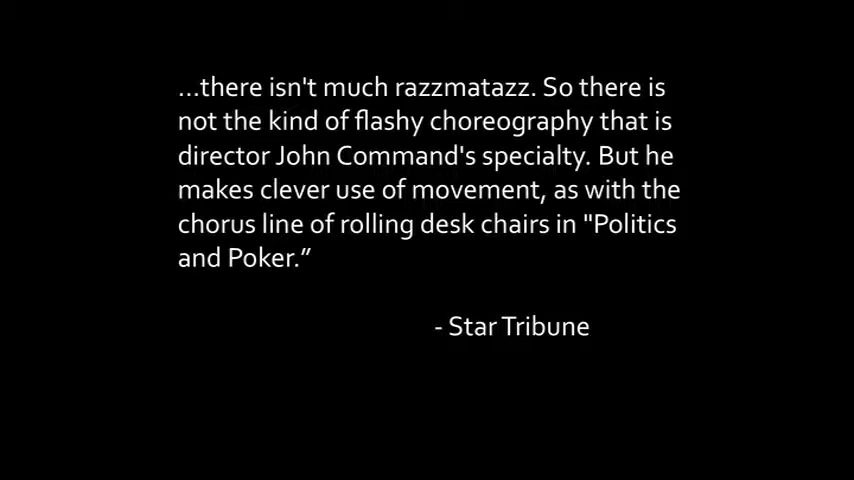 ...there isn't much razzmatazz. So there is
not the kind of flashy choreography that is
director John Command's specialty. But he
makes clever use of movement, as with the
chorus line of rolling desk chairs in "Politics
and Poker.”
- Star Tribune